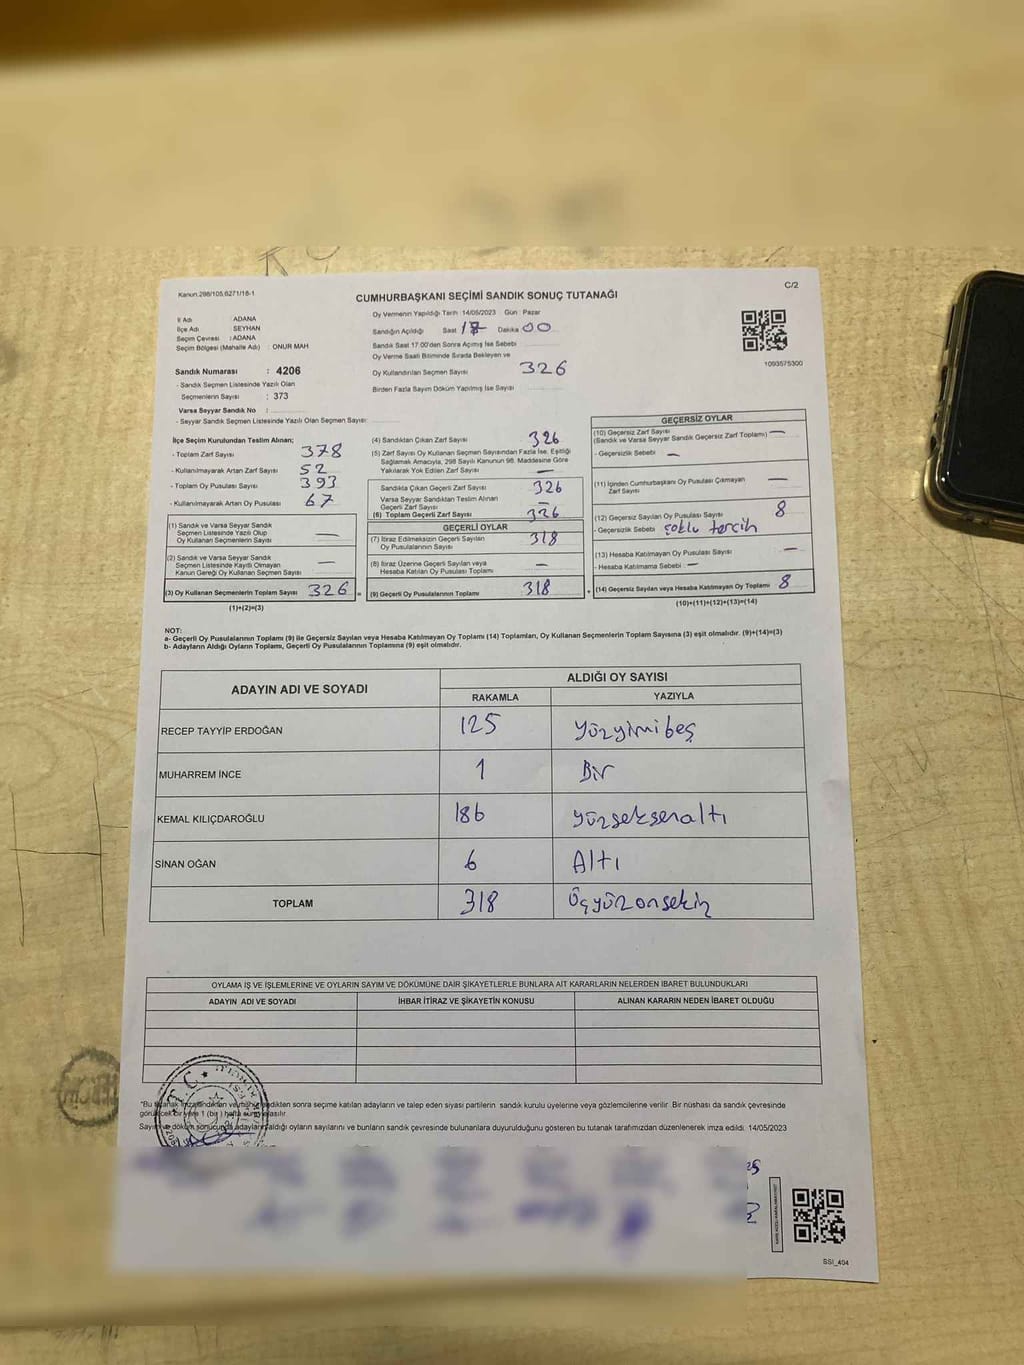 Kanun:298/105,6271/16-1
C/2
CUMHURBAŞKANI SEÇİMİ SANDIK SONUÇ TUTANAĞI
İl Adı : ADANA
İlçe Adı : SEYHAN
Seçim Çevresi : ADANA
Seçim Bölgesi (Mahalle Adı) : ONUR MAH
Sandık Numarası : 4206
- Sandık Seçmen Listesinde Yazılı Olan
Seçmenlerin Sayısı : 373
Varsa Seyyar Sandık No :
- Seyyar Sandık Seçmen Listesinde Yazılı Olan Seçmen Sayısı:
Oy Vermenin Yapıldığı Tarih 14/05/2023 Gün : Pazar
Sandığın Açıldığı Saat 17 Dakika 00
Sandık Saat 17:00'den Sonra Açımış İse Sebebi
Oy Verme Saati Bitiminde Sırada Bekleyen ve
Oy Kullandırılan Seçmen Sayısı 326
Birden Fazla Sayım Döküm Yapılmış İse Sayısı
1093575300
İlçe Seçim Kurulundan Teslim Alınan;
- Toplam Zarf Sayısı 378
- Kullanılmayarak Artan Zarf Sayısı 52
- Toplam Oy Pusulası Sayısı 393
- Kullanılmayarak Artan Oy Pusulası 67
(1) Sandık ve Varsa Seyyar Sandık
Seçmen Listesinde Yazılı Olup
Oy Kullanan Seçmenlerin Sayısı —
(2) Sandık ve Varsa Seyyar Sandık
Seçmen Listesinde Kayıtlı Olmayan
Kanun Gereği Oy Kullanan Seçmen Sayısı —
(3) Oy Kullanan Seçmenlerin Toplam Sayısı 326 =
(1)+(2)=(3)
(4) Sandıktan Çıkan Zarf Sayısı 326
(5) Zarf Sayısı Oy Kullanan Seçmen Sayısından Fazla İse, Eşitliği
Sağlamak Amacıyla, 298 Sayılı Kanunun 98. Maddesine Göre
Yakılarak Yok Edilen Zarf Sayısı —
Sandıkta Çıkan Geçerli Zarf Sayısı 326
Varsa Seyyar Sandıktan Teslim Alınan
Geçerli Zarf Sayısı —
(6) Toplam Geçerli Zarf Sayısı 326
GEÇERLİ OYLAR
(7) İtiraz Edilmeksizin Geçerli Sayılan
Oy Pusulalarının Sayısı 318
(8) İtiraz Üzerine Geçerli Sayılan veya
Hesaba Katılan Oy Pusulası Toplamı —
(9) Geçerli Oy Pusulalarının Toplamı 318 +
GEÇERSİZ OYLAR
(10) Geçersiz Zarf Sayısı
(Sandık ve Varsa Seyyar Sandık Geçersiz Zarf Toplamı) —
- Geçersizlik Sebebi —
(11) İçinden Cumhurbaşkanı Oy Pusulası Çıkmayan
Zarf Sayısı —
(12) Geçersiz Sayılan Oy Pusulası Sayısı 8
- Geçersizlik Sebebi çoklu tercih
(13) Hesaba Katılmayan Oy Pusulası Sayısı —
- Hesaba Katılmama Sebebi —
(14) Geçersiz Sayılan veya Hesaba Katılmayan Oy Toplamı 8
(10)+(11)+(12)+(13)=(14)
NOT:
a- Geçerli Oy Pusulalarının Toplamı (9) ile Geçersiz Sayılan veya Hesaba Katılmayan Oy Toplamı (14) Toplamları, Oy Kullanan Seçmenlerin Toplam Sayısına (3) eşit olmalıdır. (9)+(14)=(3)
b- Adayların Aldığı Oyların Toplamı, Geçerli Oy Pusulalarının Toplamına (9) eşit olmalıdır.
ADAYIN ADI VE SOYADI
ALDIĞI OY SAYISI
RAKAMLA YAZIYLA
RECEP TAYYİP ERDOĞAN 125 yüzyimibeş
MUHARREM İNCE 1 Bir
KEMAL KILIÇDAROĞLU 186 yüzseksenaltı
SİNAN OĞAN 6 Altı
TOPLAM 318 Üçyüzonsekiz
OYLAMA İŞ VE İŞLEMLERİNE VE OYLARIN SAYIM VE DÖKÜMÜNE DAİR ŞİKAYETLERLE BUNLARA AİT KARARLARIN NELERDEN İBARET BULUNDUKLARI
ADAYIN ADI VE SOYADI İHBAR İTİRAZ VE ŞİKAYETİN KONUSU ALINAN KARARIN NEDEN İBARET OLDUĞU
T.C.
sonra seçime katılan adayların ve talep eden siyasi partilerin sandık kurulu üyelerine veya gözlemcilerine verilir. Bir nüshası da sandık çevresinde
görülecek bir yere 1 (bir) hafta süreyle asılır.
Sayım ve döküm sonucunda adayların aldığı oyların sayılarını ve bunların sandık çevresinde bulunanlara duyurulduğunu gösteren bu tutanak tarafımızdan düzenlenerek imza edildi. 14/05/2023
SSI_404